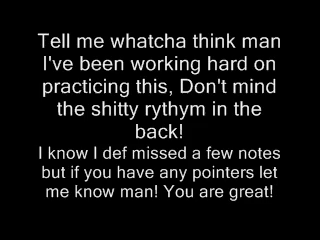 Tell me whatcha think man
I've been working hard on
practicing this, Don't mind
the shitty rythym in the
back!
I know I def missed a few notes
but if you have any pointers let
me know man! You are great!